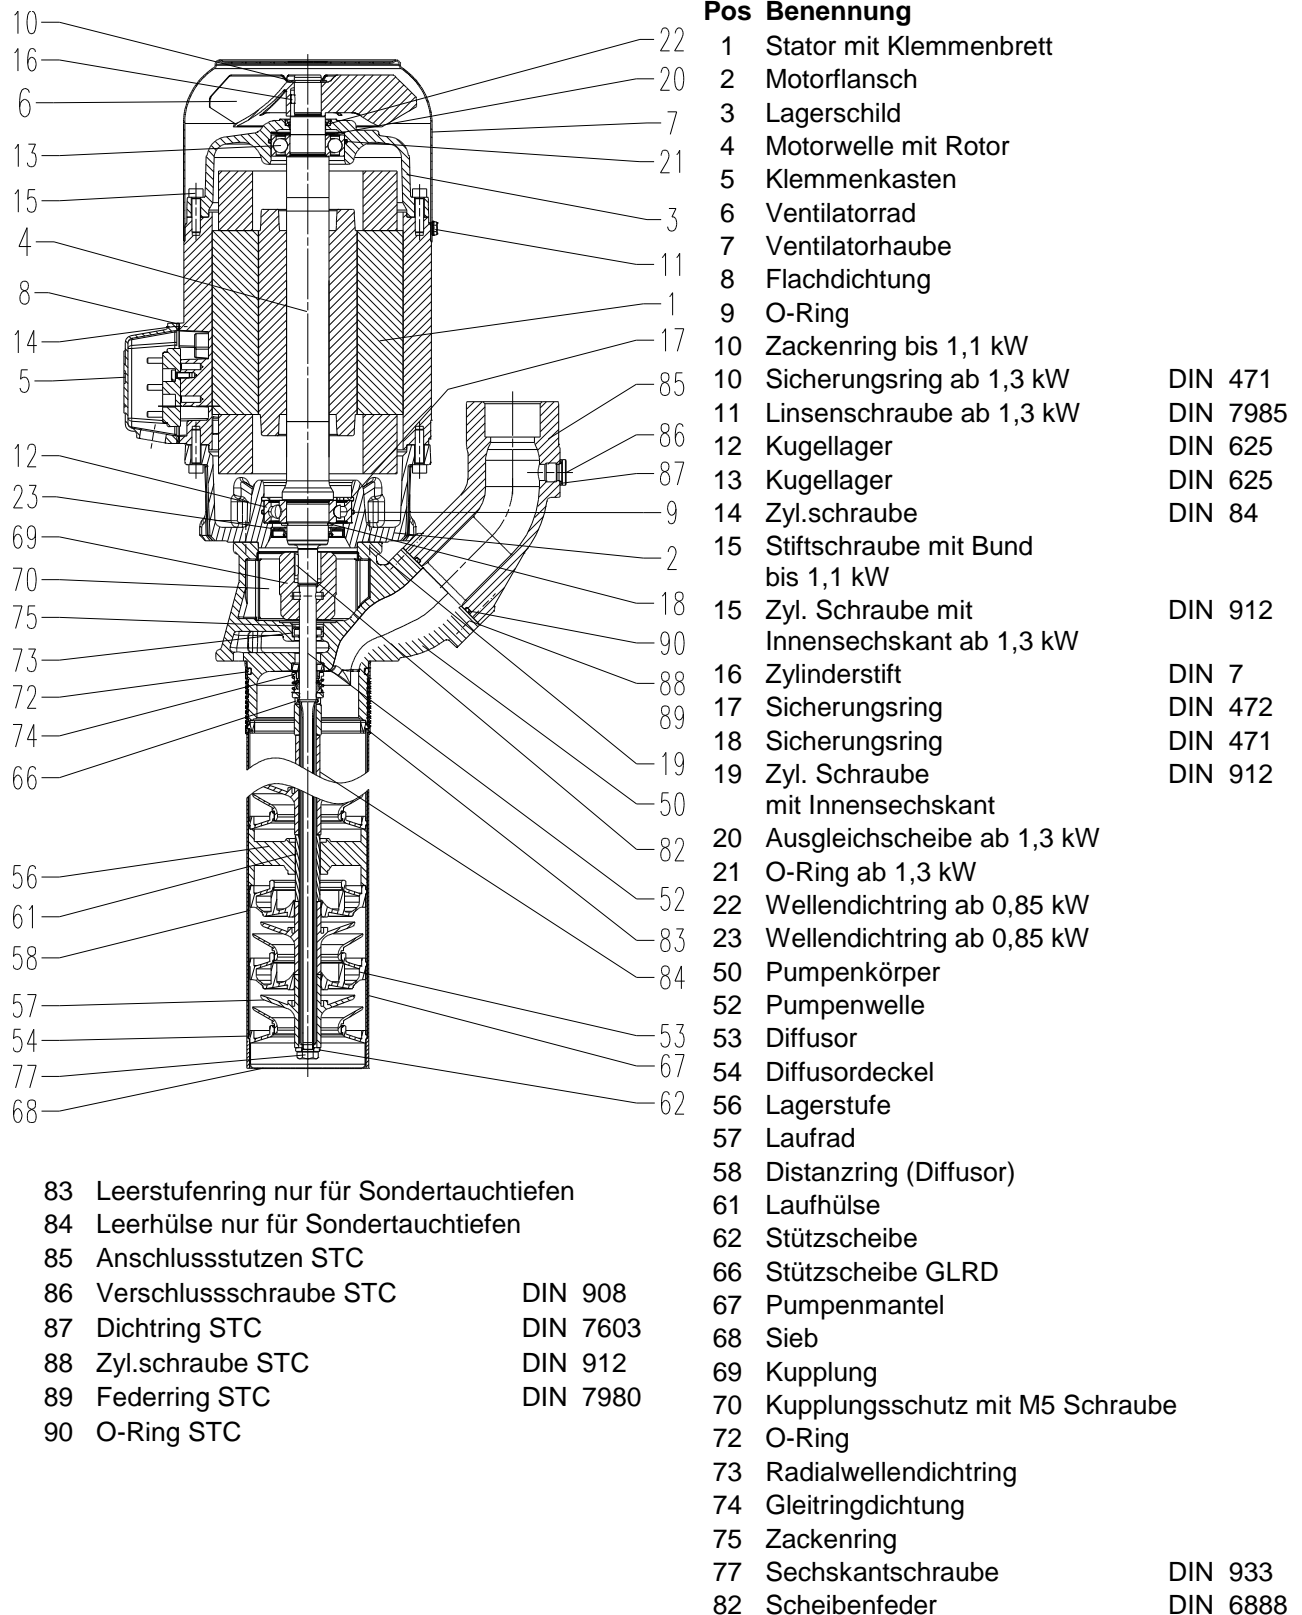 10
16
6
13
15
4
8
14
5
12
23
69
70
75
73
72
74
66
56
61
58
57
54
77
68
22
20
7
21
3
11
1
17
85
86
87
9
2
18
90
88
89
19
50
82
52
83
84
53
67
62
Pos Benennung
1 Stator mit Klemmenbrett
2 Motorflansch
3 Lagerschild
4 Motorwelle mit Rotor
5 Klemmenkasten
6 Ventilatorrad
7 Ventilatorhaube
8 Flachdichtung
9 O-Ring
10 Zackenring bis 1,1 kW
10 Sicherungsring ab 1,3 kW DIN 471
11 Linsenschraube ab 1,3 kW DIN 7985
12 Kugellager DIN 625
13 Kugellager DIN 625
14 Zyl.schraube DIN 84
15 Stiftschraube mit Bund
bis 1,1 kW
15 Zyl. Schraube mit DIN 912
Innensechskant ab 1,3 kW
16 Zylinderstift DIN 7
17 Sicherungsring DIN 472
18 Sicherungsring DIN 471
19 Zyl. Schraube DIN 912
mit Innensechskant
20 Ausgleichscheibe ab 1,3 kW
21 O-Ring ab 1,3 kW
22 Wellendichtring ab 0,85 kW
23 Wellendichtring ab 0,85 kW
50 Pumpenkörper
52 Pumpenwelle
53 Diffusor
54 Diffusordeckel
56 Lagerstufe
57 Laufrad
58 Distanzring (Diffusor)
61 Laufhülse
62 Stützscheibe
66 Stützscheibe GLRD
67 Pumpenmantel
68 Sieb
69 Kupplung
70 Kupplungsschutz mit M5 Schraube
72 O-Ring
73 Radialwellendichtring
74 Gleitringdichtung
75 Zackenring
77 Sechskantschraube DIN 933
82 Scheibenfeder DIN 6888
83 Leerstufenring nur für Sondertauchtiefen
84 Leerhülse nur für Sondertauchtiefen
85 Anschlussstutzen STC
86 Verschlussschraube STC DIN 908
87 Dichtring STC DIN 7603
88 Zyl.schraube STC DIN 912
89 Federring STC DIN 7980
90 O-Ring STC